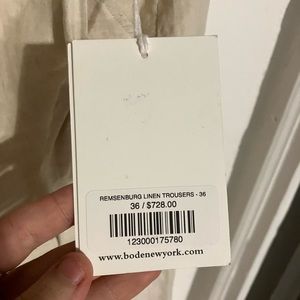 REMSENBURG LINEN TROUSERS - 36
36 / $728.00
123000175780
www.bodenewyork.com